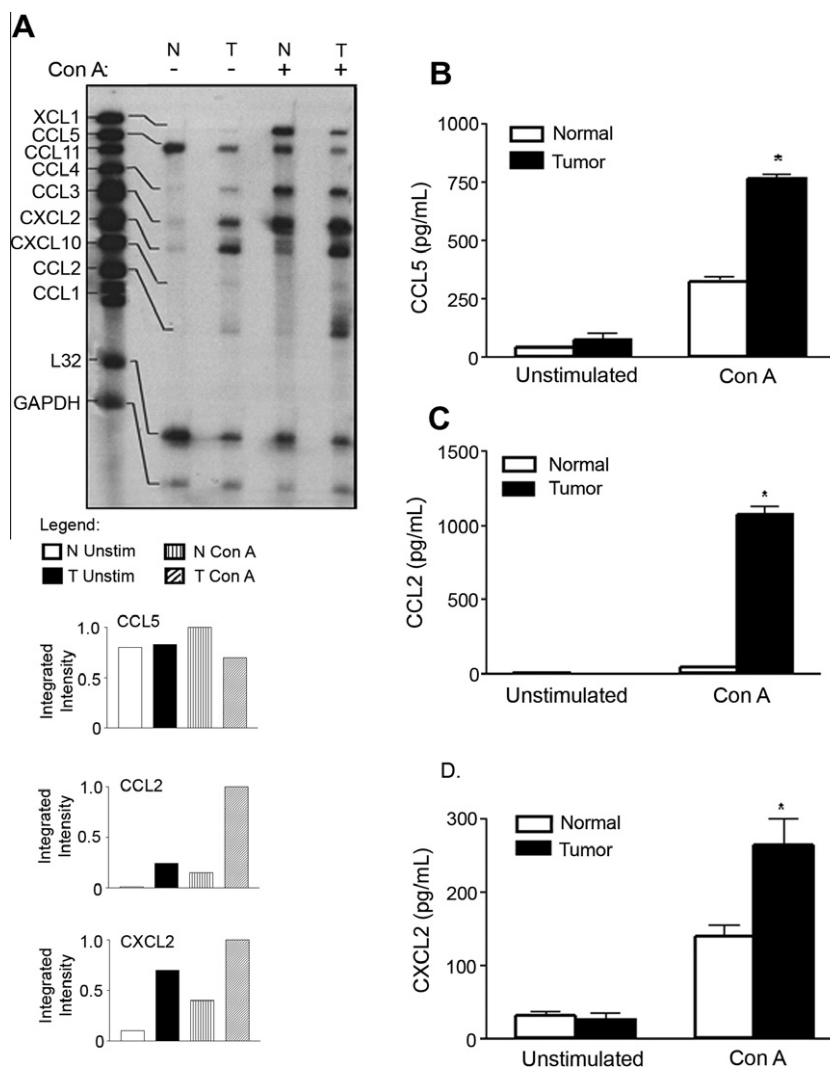 A
N T N T
Con A: - - + +
XCL1
CCL5
CCL11
CCL4
CCL3
CXCL2
CXCL10
CCL2
CCL1
L32
GAPDH
Legend:
N Unstim N Con A
T Unstim T Con A
CCL5
Integrated Intensity
1.0
0.5
0
CCL2
Integrated Intensity
1.0
0.5
0
CXCL2
Integrated Intensity
1.0
0.5
0
B
CCL5 (pg/mL)
1000
750
500
250
0
Normal
Tumor
*
Unstimulated Con A
C
CCL2 (pg/mL)
1500
1000
500
0
Normal
Tumor
*
Unstimulated Con A
D.
CXCL2 (pg/mL)
300
200
100
0
Normal
Tumor
*
Unstimulated Con A